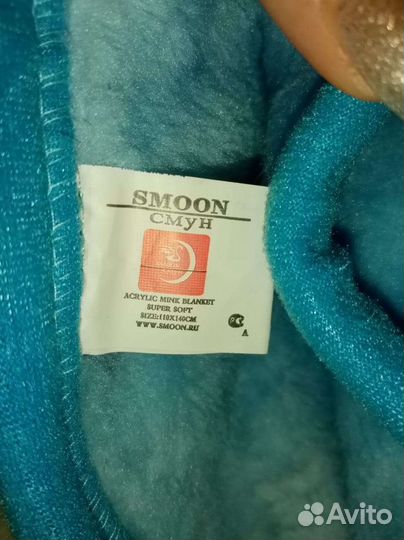 SMOON
СМУН
ACRYLIC MINK BLANKET
SUPER SOFT
SIZE:110X140CM
WWW.SMOON.RU
A
Avito